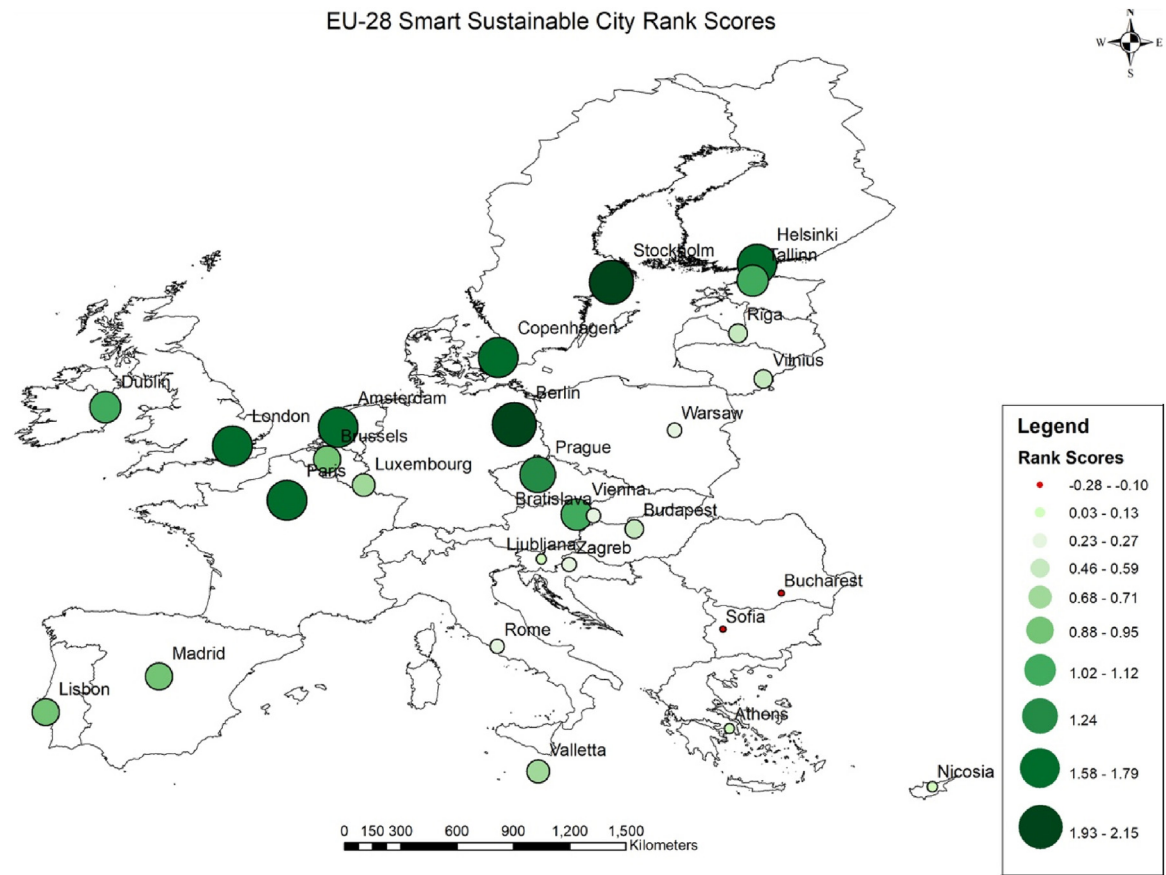 EU-28 Smart Sustainable City Rank Scores
N
W E
S
Helsinki
Stockholm
Tallinn
Riga
Copenhagen
Vilnius
Dublin
Amsterdam
Berlin
London
Warsaw
Brussels
Prague
Paris
Luxembourg
Vienna
Bratislava
Budapest
Ljubljana
Zagreb
Bucharest
Sofia
Rome
Madrid
Lisbon
Athens
Valletta
Nicosia
Legend
Rank Scores
-0.28 - -0.10
0.03 - 0.13
0.23 - 0.27
0.46 - 0.59
0.68 - 0.71
0.88 - 0.95
1.02 - 1.12
1.24
1.58 - 1.79
1.93 - 2.15
0 150 300 600 900 1,200 1,500
Kilometers